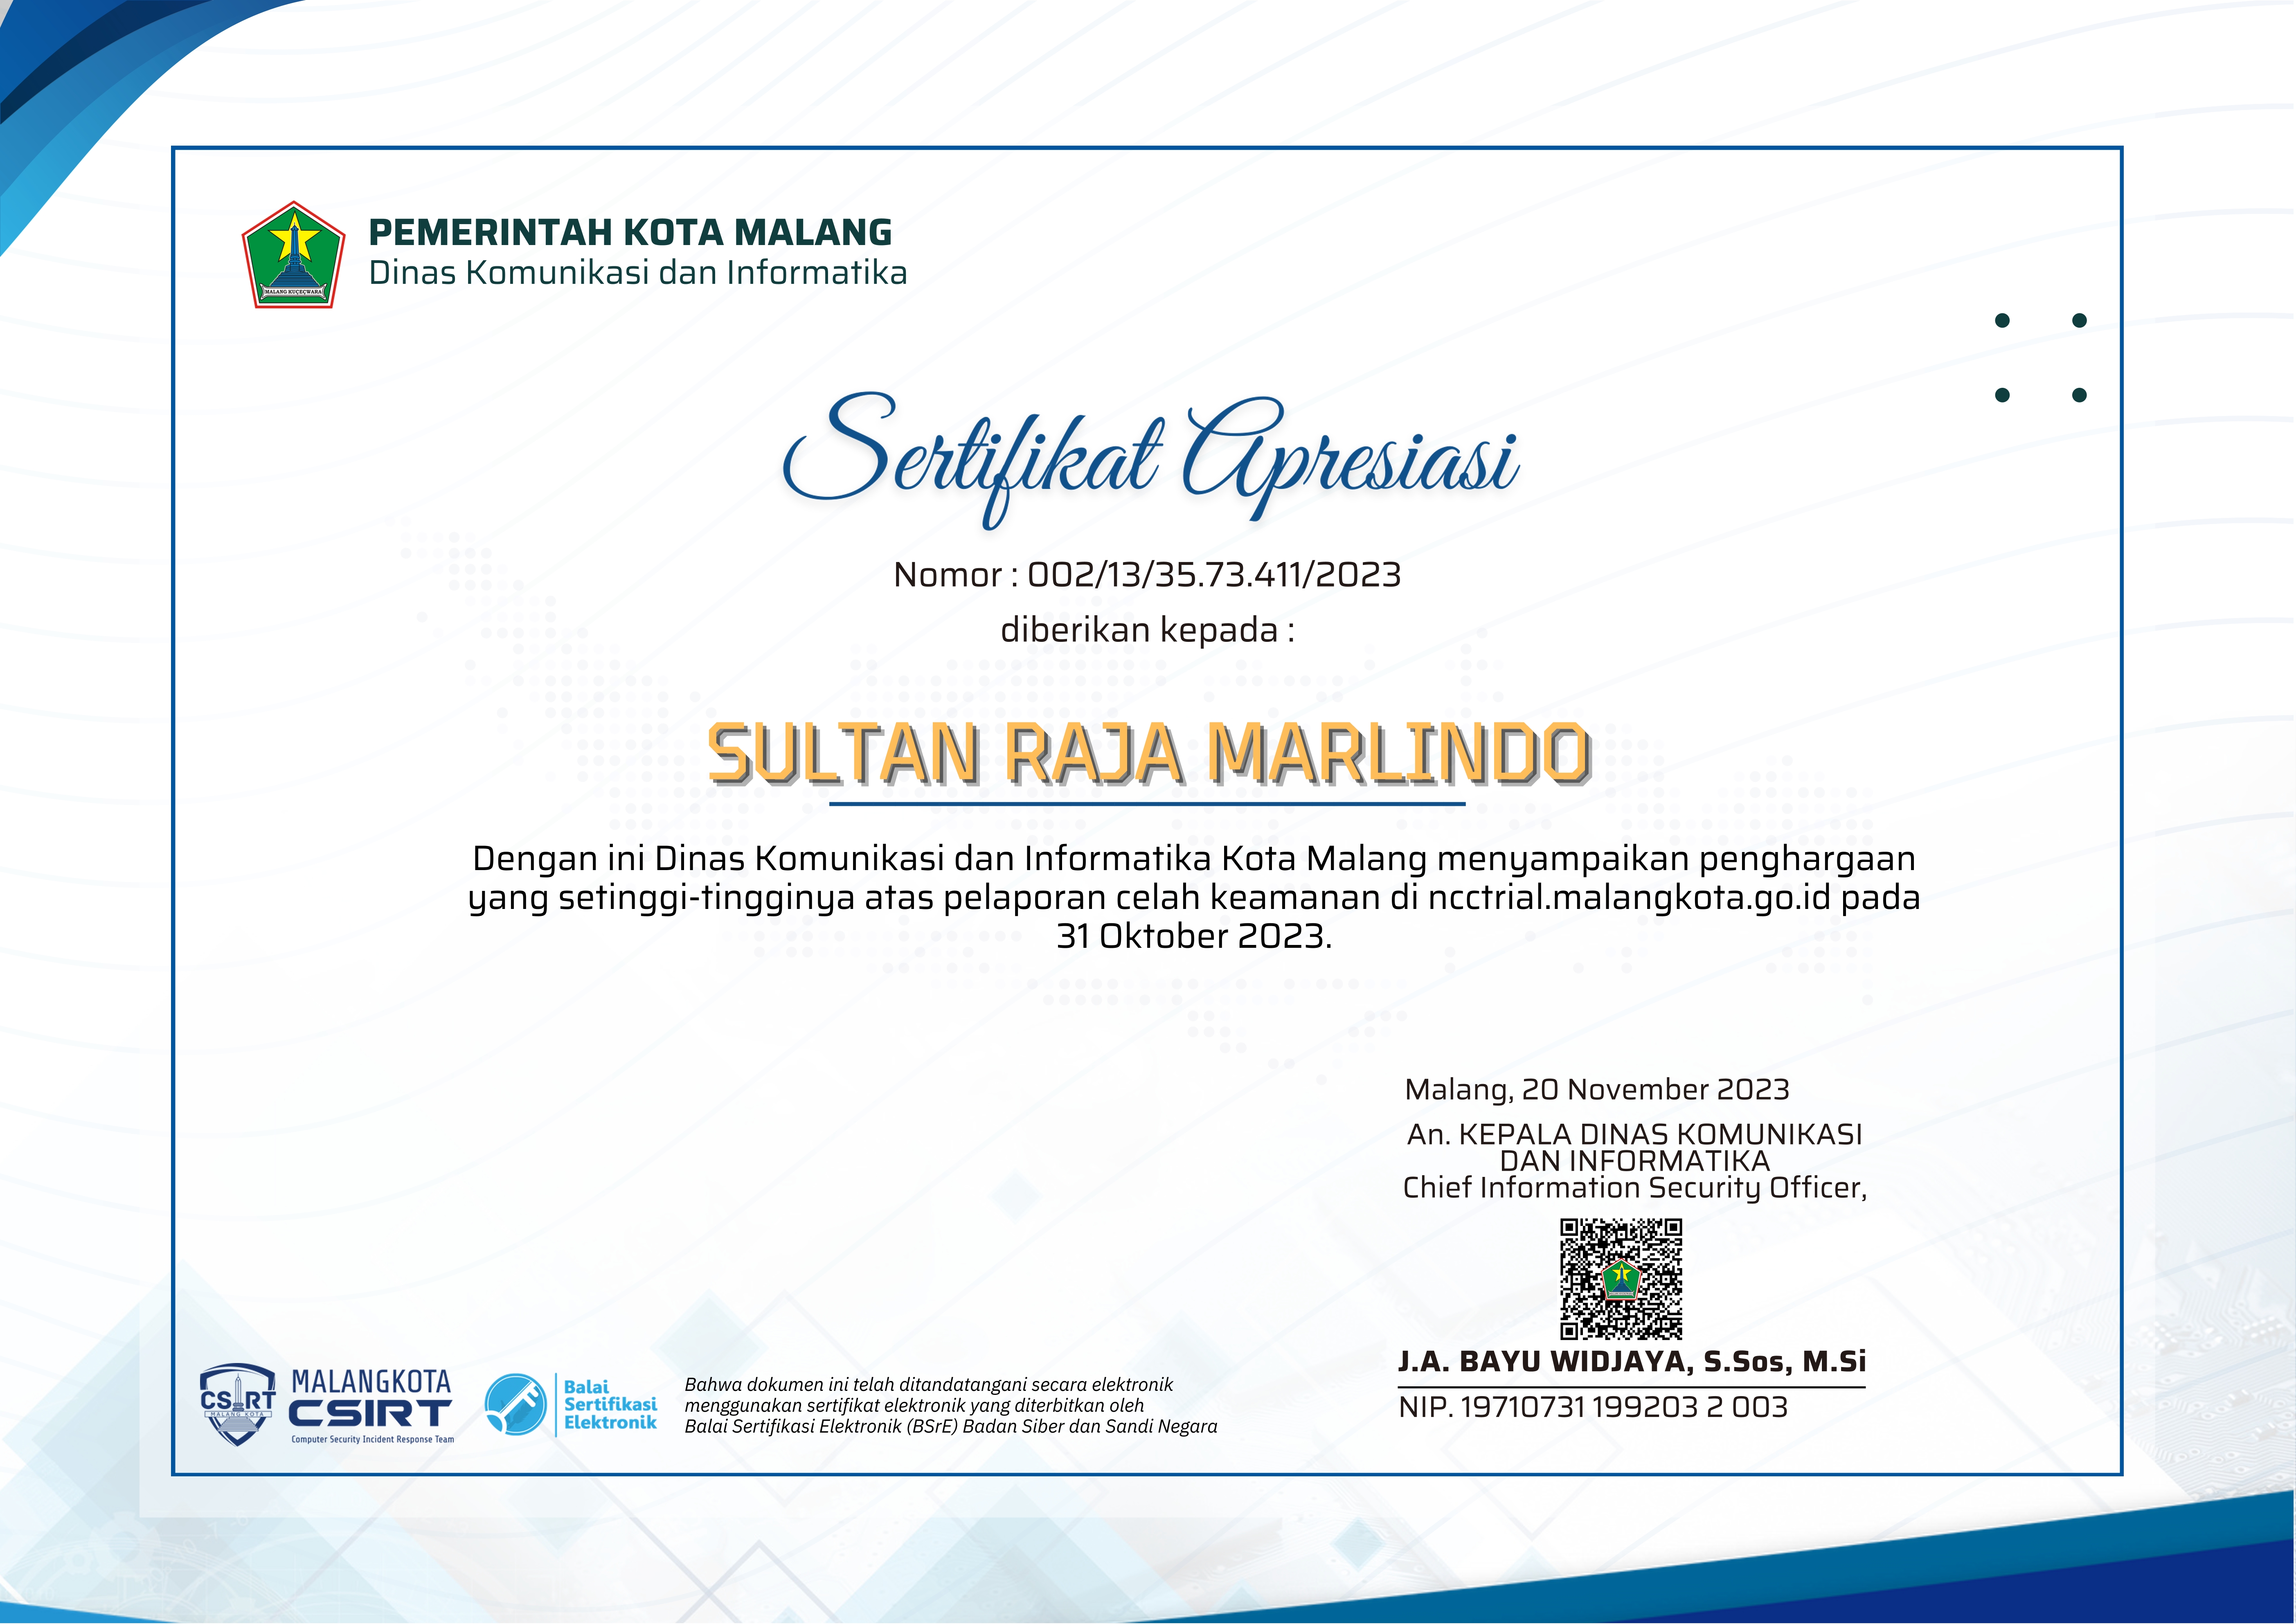 PEMERINTAH KOTA MALANG
Dinas Komunikasi dan Informatika
MALANG KUÇEÇWARA
Sertifikat Apresiasi
Nomor : 002/13/35.73.411/2023
diberikan kepada :
SULTAN RAJA MARLINDO
Dengan ini Dinas Komunikasi dan Informatika Kota Malang menyampaikan penghargaan
yang setinggi-tingginya atas pelaporan celah keamanan di ncctrial.malangkota.go.id pada
31 Oktober 2023.
Malang, 20 November 2023
An. KEPALA DINAS KOMUNIKASI
DAN INFORMATIKA
Chief Information Security Officer,
J.A. BAYU WIDJAYA, S.Sos, M.Si
NIP. 19710731 199203 2 003
CSIRT
MALANG KOTA
MALANGKOTA
CSIRT
Computer Security Incident Response Team
Balai
Sertifikasi
Elektronik
Bahwa dokumen ini telah ditandatangani secara elektronik
menggunakan sertifikat elektronik yang diterbitkan oleh
Balai Sertifikasi Elektronik (BSrE) Badan Siber dan Sandi Negara